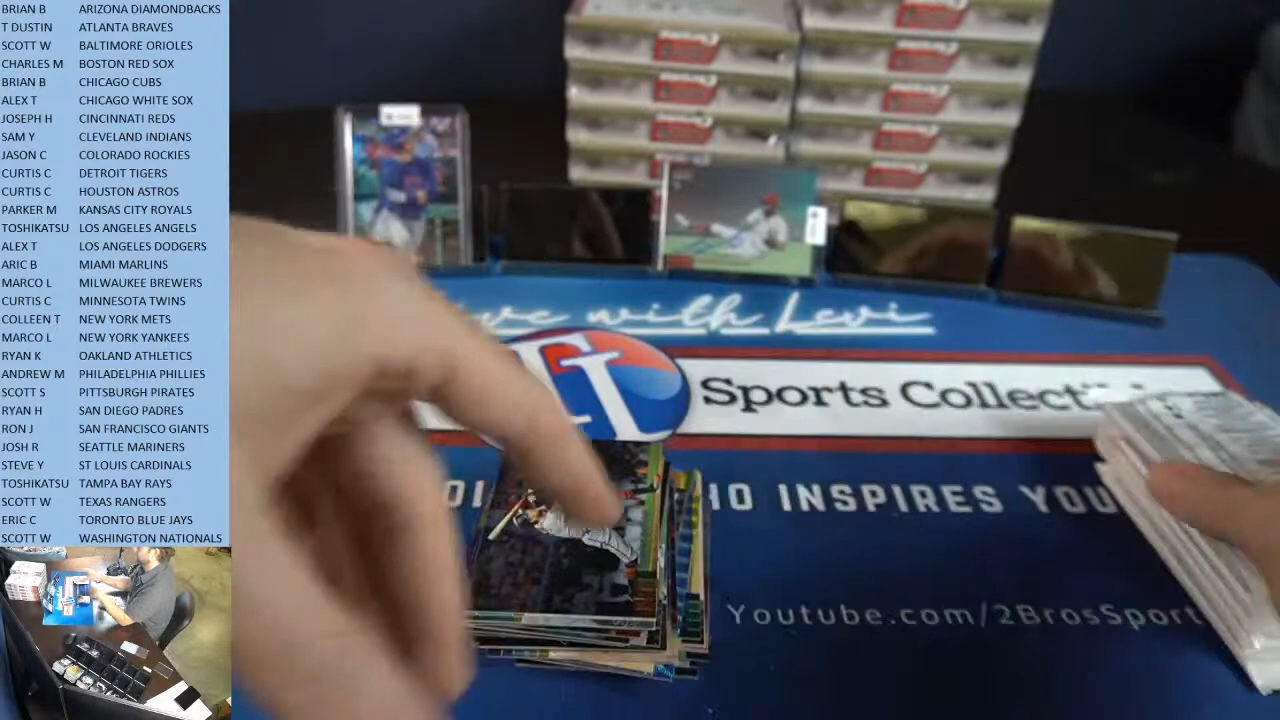 BRIAN B ARIZONA DIAMONDBACKS
T DUSTIN ATLANTA BRAVES
SCOTT W BALTIMORE ORIOLES
CHARLES M BOSTON RED SOX
BRIAN B CHICAGO CUBS
ALEX T CHICAGO WHITE SOX
JOSEPH H CINCINNATI REDS
SAM Y CLEVELAND INDIANS
JASON C COLORADO ROCKIES
CURTIS C DETROIT TIGERS
CURTIS C HOUSTON ASTROS
PARKER M KANSAS CITY ROYALS
TOSHIKATSU LOS ANGELES ANGELS
ALEX T LOS ANGELES DODGERS
ARIC B MIAMI MARLINS
MARCO L MILWAUKEE BREWERS
CURTIS C MINNESOTA TWINS
COLLEEN T NEW YORK METS
MARCO L NEW YORK YANKEES
RYAN K OAKLAND ATHLETICS
ANDREW M PHILADELPHIA PHILLIES
SCOTT S PITTSBURGH PIRATES
RYAN H SAN DIEGO PADRES
RON J SAN FRANCISCO GIANTS
JOSH R SEATTLE MARINERS
STEVE Y ST LOUIS CARDINALS
TOSHIKATSU TAMPA BAY RAYS
SCOTT W TEXAS RANGERS
ERIC C TORONTO BLUE JAYS
SCOTT W WASHINGTON NATIONALS
ve with Levi
Sports Collecti
HO INSPIRES YOU
Youtube.com/2BrosSport